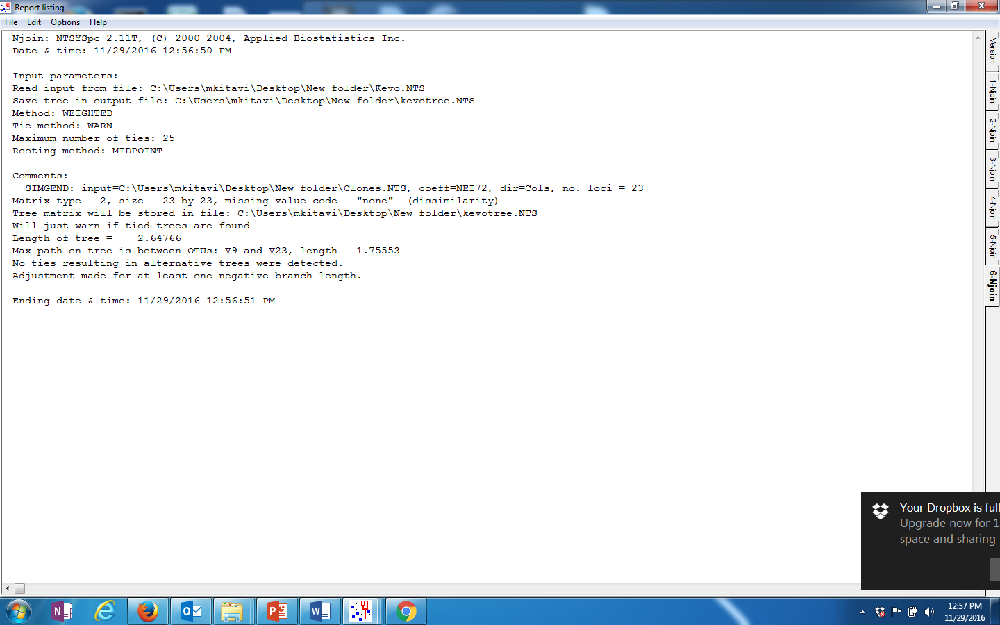 Report listing
File Edit Options Help
Njoin: NTSYSpc 2.11T, (C) 2000-2004, Applied Biostatistics Inc.
Date & time: 11/29/2016 12:56:50 PM
----------------------------------------
Input parameters:
Read input from file: C:\Users\mkitavi\Desktop\New folder\Kevo.NTS
Save tree in output file: C:\Users\mkitavi\Desktop\New folder\kevotree.NTS
Method: WEIGHTED
Tie method: WARN
Maximum number of ties: 25
Rooting method: MIDPOINT
Comments:
SIMGEND: input=C:\Users\mkitavi\Desktop\New folder\Clones.NTS, coeff=NEI72, dir=Cols, no. loci = 23
Matrix type = 2, size = 23 by 23, missing value code = "none" (dissimilarity)
Tree matrix will be stored in file: C:\Users\mkitavi\Desktop\New folder\kevotree.NTS
Will just warn if tied trees are found
Length of tree = 2.64766
Max path on tree is between OTUs: V9 and V23, length = 1.75553
No ties resulting in alternative trees were detected.
Adjustment made for at least one negative branch length.
Ending date & time: 11/29/2016 12:56:51 PM
Version
1-Njoin
2-Njoin
3-Njoin
4-Njoin
5-Njoin
6-Njoin
Your Dropbox is full
Upgrade now for 1
space and sharing
N
P
W
12:57 PM
11/29/2016